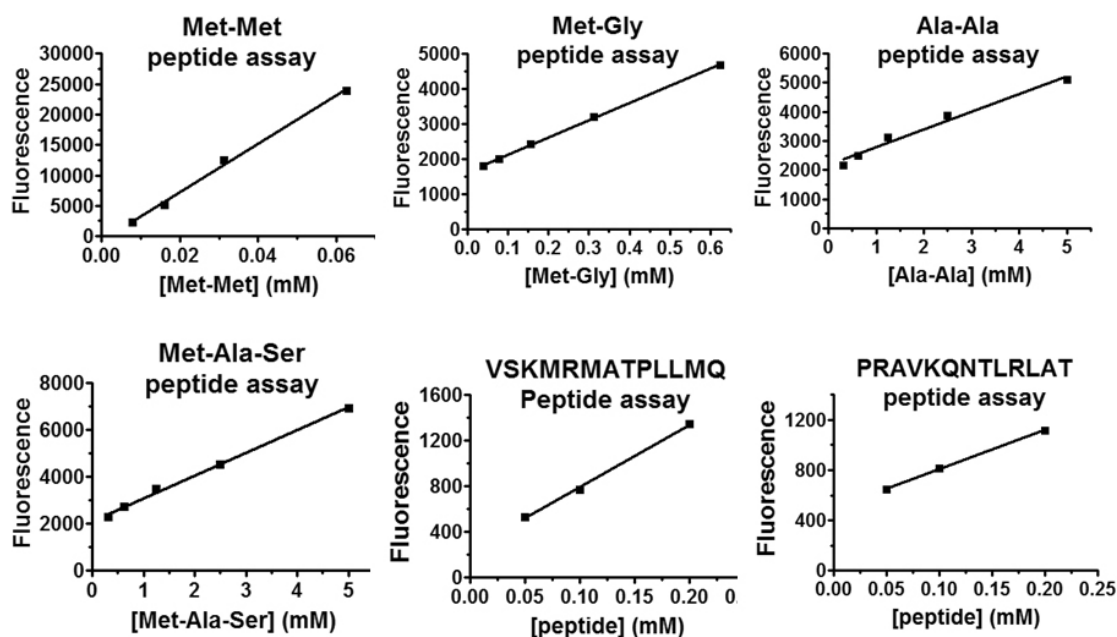 Met-Met
peptide assay
30000
25000
20000
15000
10000
5000
0
Fluorescence
0.00 0.02 0.04 0.06
[Met-Met] (mM)
Met-Gly
peptide assay
5000
4000
3000
2000
1000
0
Fluorescence
0.0 0.1 0.2 0.3 0.4 0.5 0.6
[Met-Gly] (mM)
Ala-Ala
peptide assay
6000
5000
4000
3000
2000
1000
0
Fluorescence
0 1 2 3 4 5
[Ala-Ala] (mM)
Met-Ala-Ser
peptide assay
8000
6000
4000
2000
0
Fluorescence
0 1 2 3 4 5
[Met-Ala-Ser] (mM)
VSKMRMATPLLMQ
Peptide assay
1600
1200
800
400
0
Fluorescence
0.00 0.05 0.10 0.15 0.20
[peptide] (mM)
PRAVKQNTLRLAT
peptide assay
1200
800
400
0
Fluorescence
0.00 0.05 0.10 0.15 0.20 0.25
[peptide] (mM)